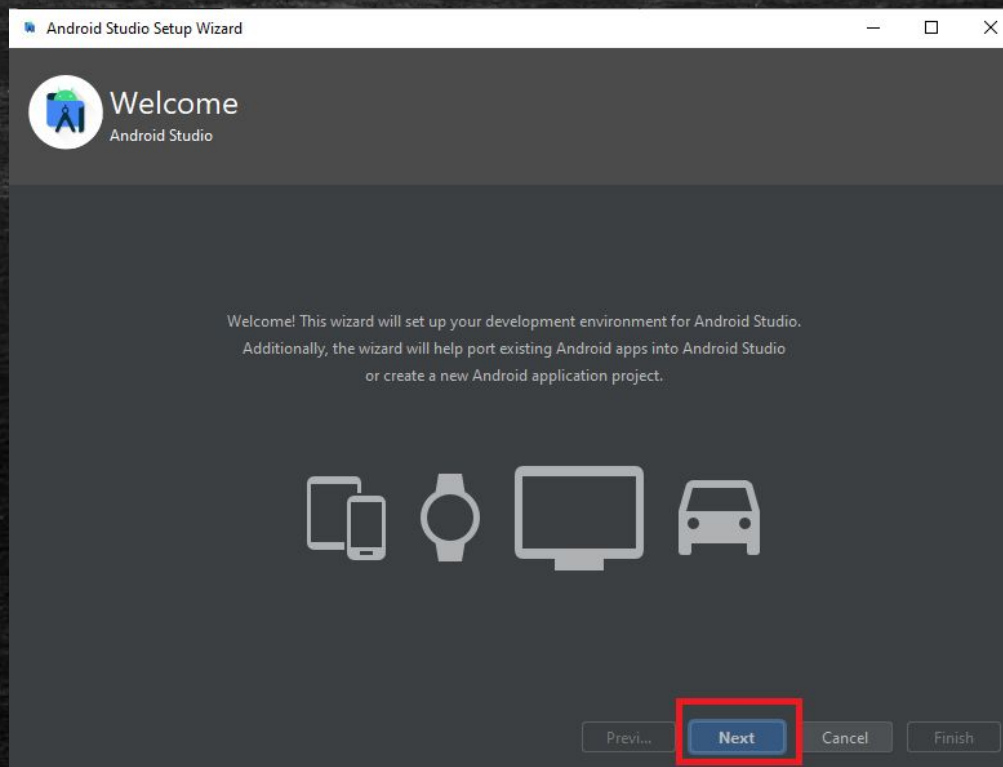 Android Studio Setup Wizard
Welcome
Android Studio
Welcome! This wizard will set up your development environment for Android Studio.
Additionally, the wizard will help port existing Android apps into Android Studio
or create a new Android application project.
Previ... Next Cancel Finish